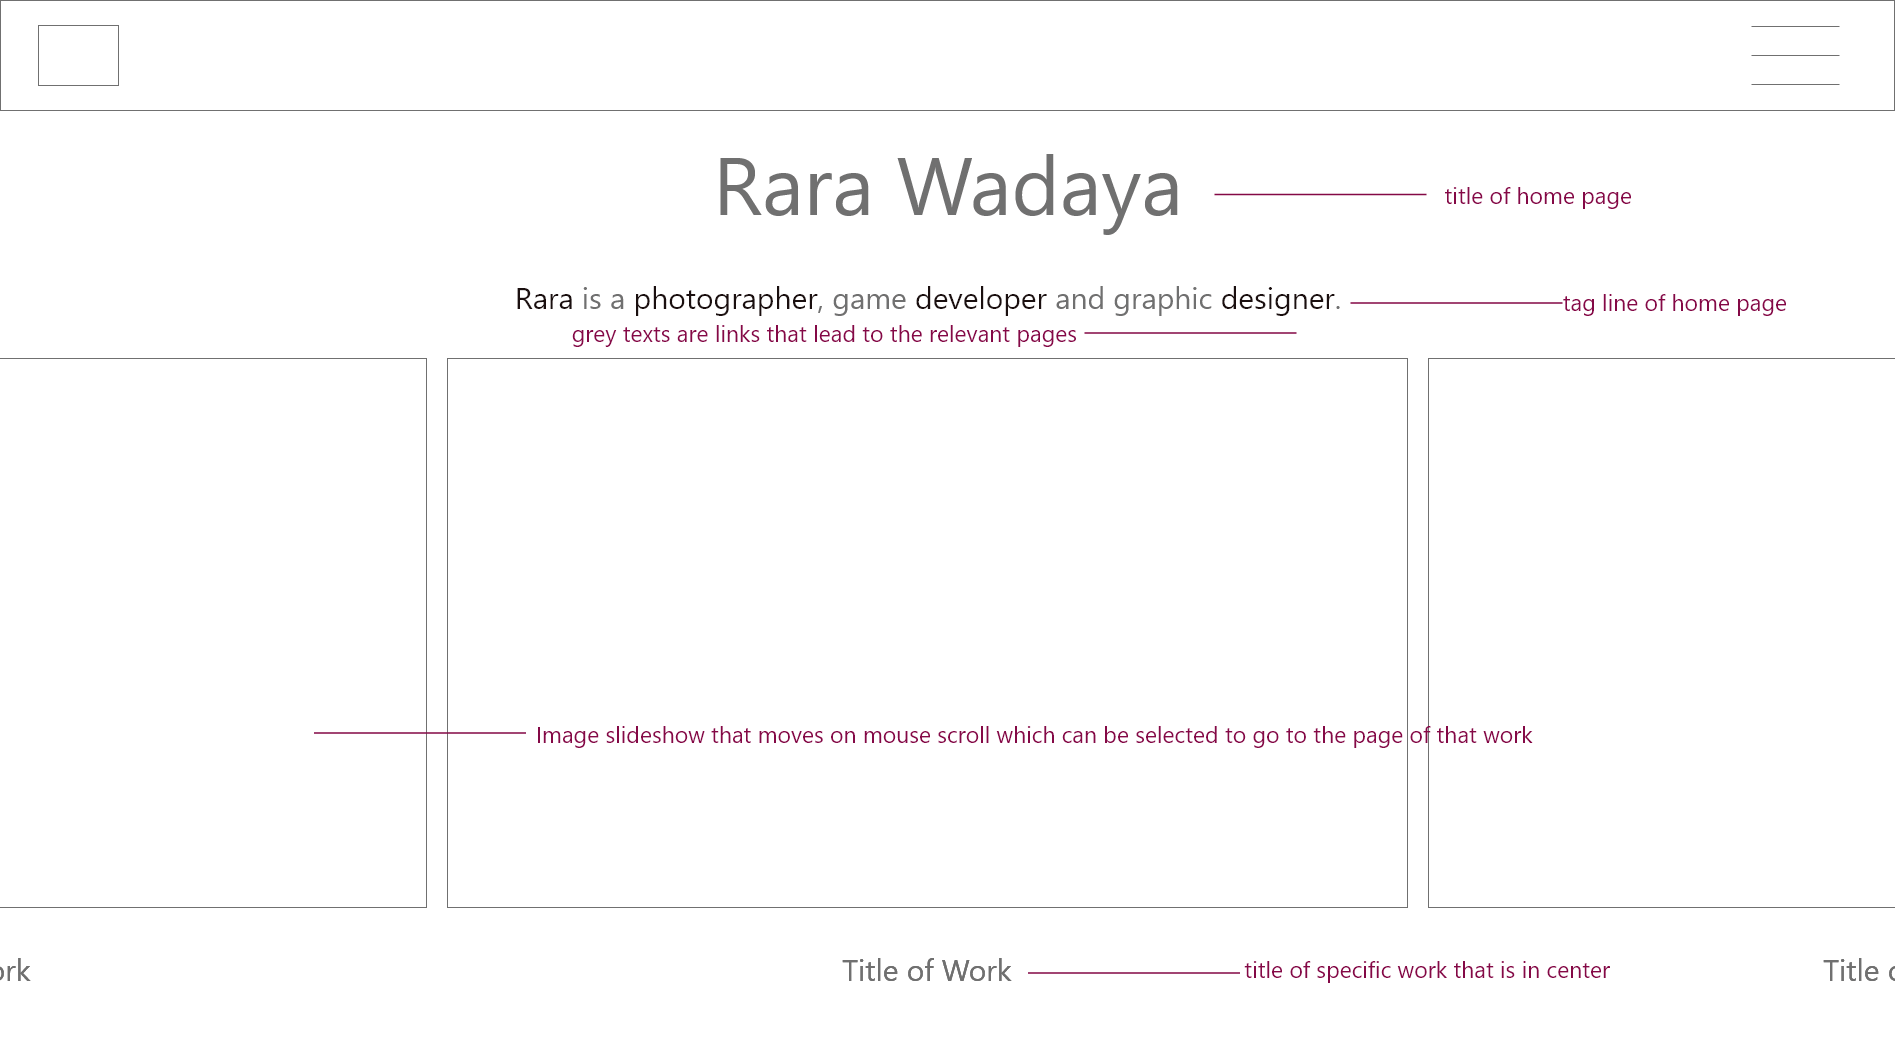 Rara Wadaya
title of home page
Rara is a photographer, game developer and graphic designer.
tag line of home page
grey texts are links that lead to the relevant pages
Image slideshow that moves on mouse scroll which can be selected to go to the page of that work
ork
Title of Work
title of specific work that is in center
Title